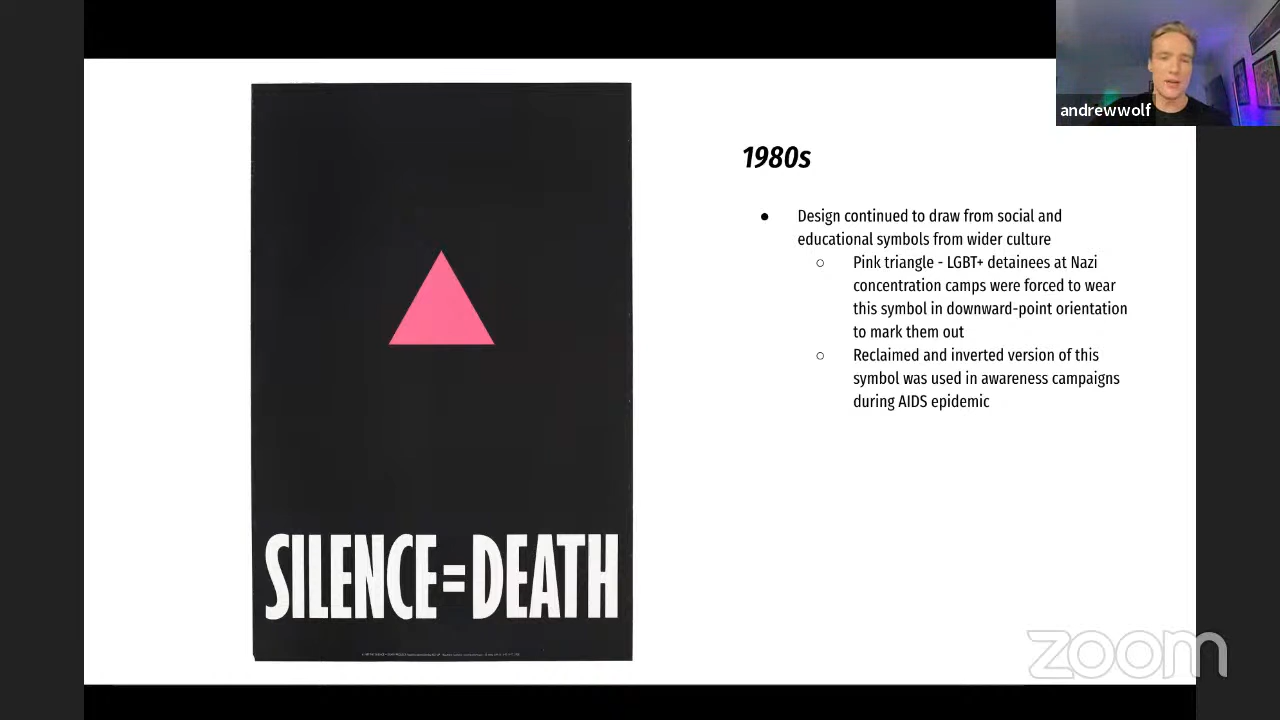 andrewwolf
1980s
● Design continued to draw from social and
educational symbols from wider culture
○ Pink triangle - LGBT+ detainees at Nazi
concentration camps were forced to wear
this symbol in downward-point orientation
to mark them out
○ Reclaimed and inverted version of this
symbol was used in awareness campaigns
during AIDS epidemic
SILENCE=DEATH
zoom